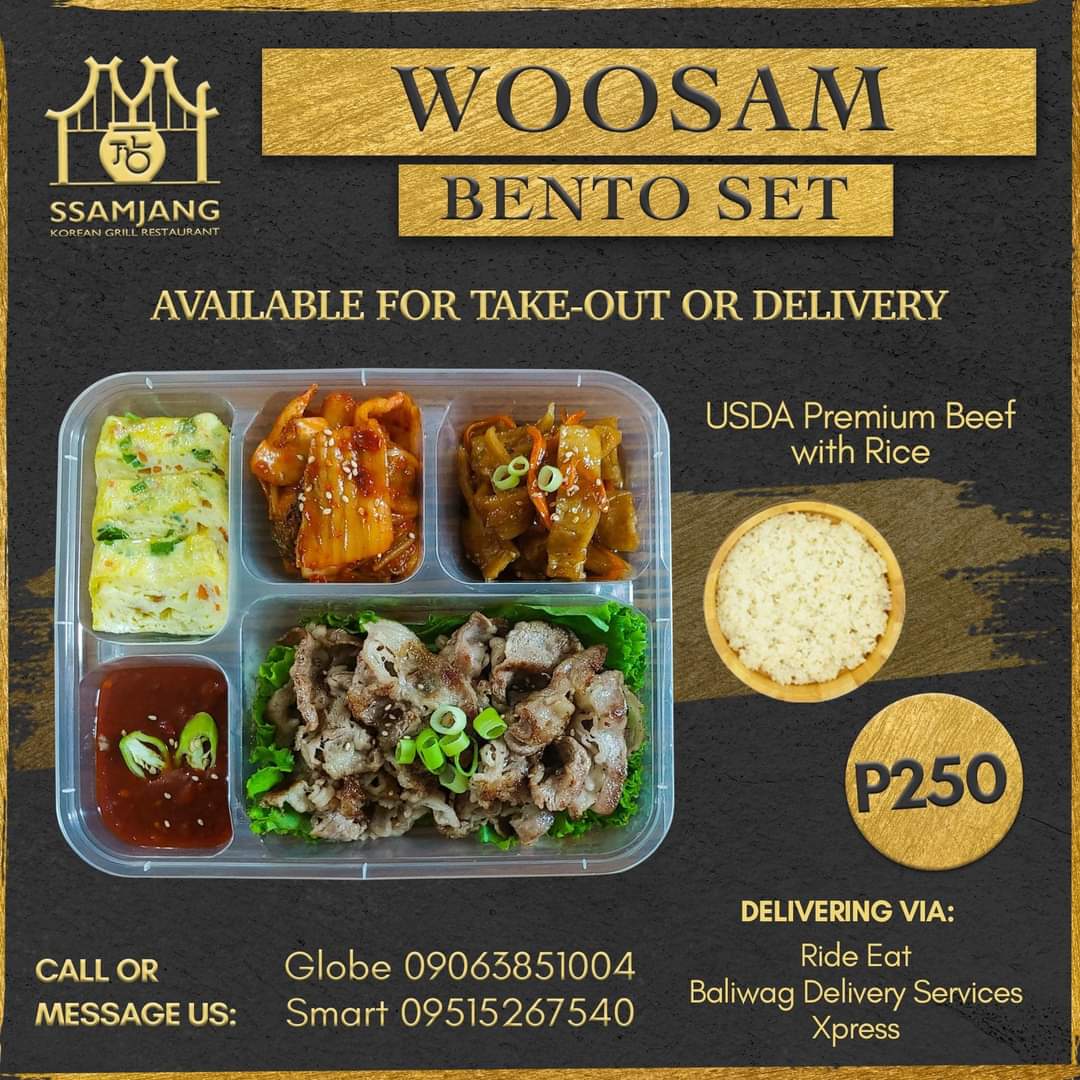 WOOSAM
BENTO SET
SSAMJANG
KOREAN GRILL RESTAURANT
AVAILABLE FOR TAKE-OUT OR DELIVERY
USDA Premium Beef
with Rice
P250
DELIVERING VIA:
Ride Eat
Baliwag Delivery Services
Xpress
CALL OR
MESSAGE US:
Globe 09063851004
Smart 09515267540